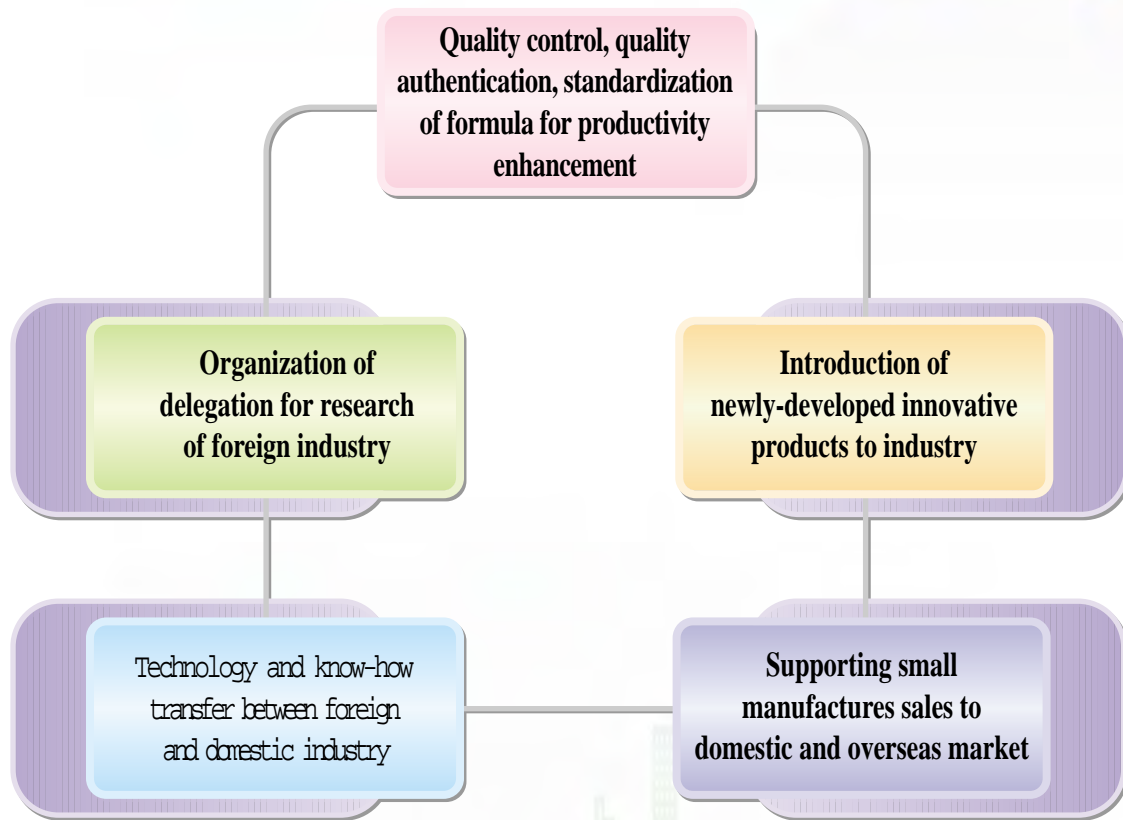 Quality control, quality
authentication, standardization
of formula for productivity
enhancement
Organization of
delegation for research
of foreign industry
Introduction of
newly-developed innovative
products to industry
Technology and know-how
transfer between foreign
and domestic industry
Supporting small
manufactures sales to
domestic and overseas market